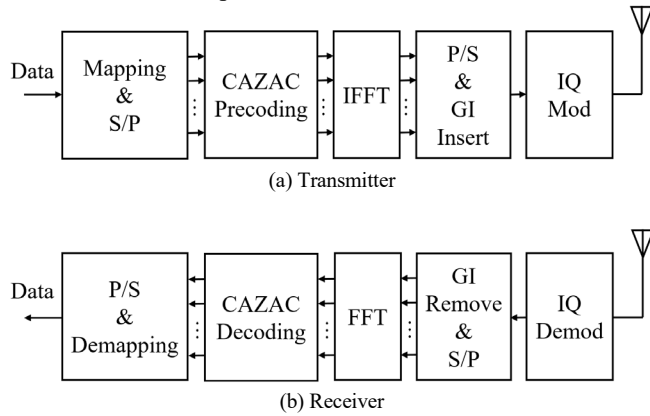 Data
Mapping
&
S/P
CAZAC
Precoding
IFFT
P/S
&
GI
Insert
IQ
Mod
(a) Transmitter
Data
P/S
&
Demapping
CAZAC
Decoding
FFT
GI
Remove
&
S/P
IQ
Demod
(b) Receiver